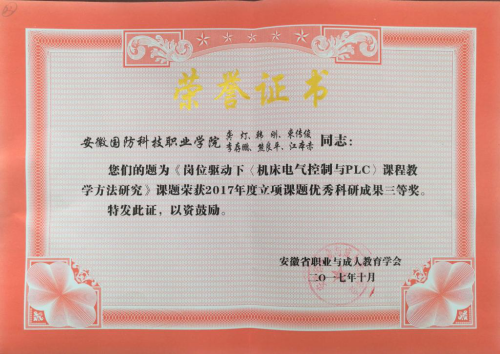 荣誉证书
安徽国防科技职业学院 龚灯、韩刚、束传俊
李存鹏、熊良平、江本赤 同志：
您们的题为《岗位驱动下〈机床电气控制与PLC〉课程教
学方法研究》课题荣获2017年度立项课题优秀科研成果三等奖。
特发此证，以资鼓励。
安徽省职业与成人教育学会
二〇一七年十月